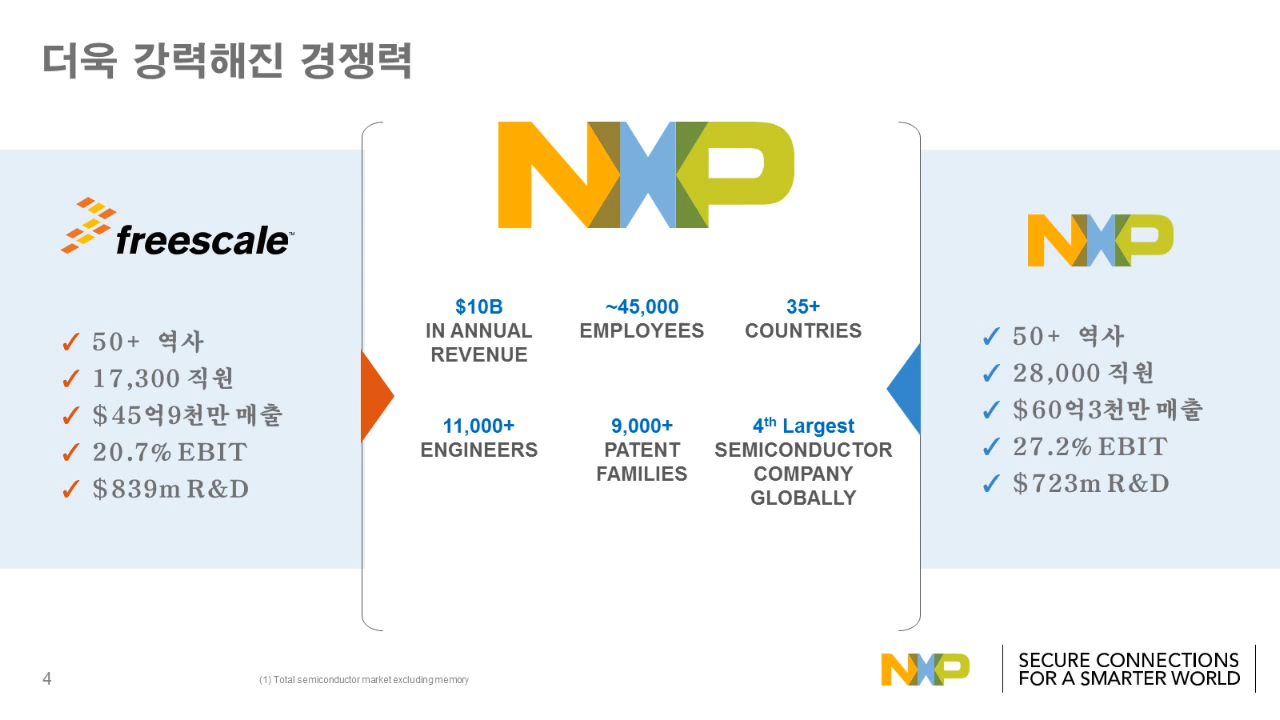 더욱 강력해진 경쟁력
freescale™
50+ 역사
17,300 직원
$45억9천만 매출
20.7% EBIT
$839m R&D
NXP
$10B
IN ANNUAL
REVENUE
~45,000
EMPLOYEES
35+
COUNTRIES
11,000+
ENGINEERS
9,000+
PATENT
FAMILIES
4th Largest
SEMICONDUCTOR
COMPANY
GLOBALLY
NXP
50+ 역사
28,000 직원
$60억3천만 매출
27.2% EBIT
$723m R&D
4
(1) Total semiconductor market excluding memory
NXP
SECURE CONNECTIONS
FOR A SMARTER WORLD